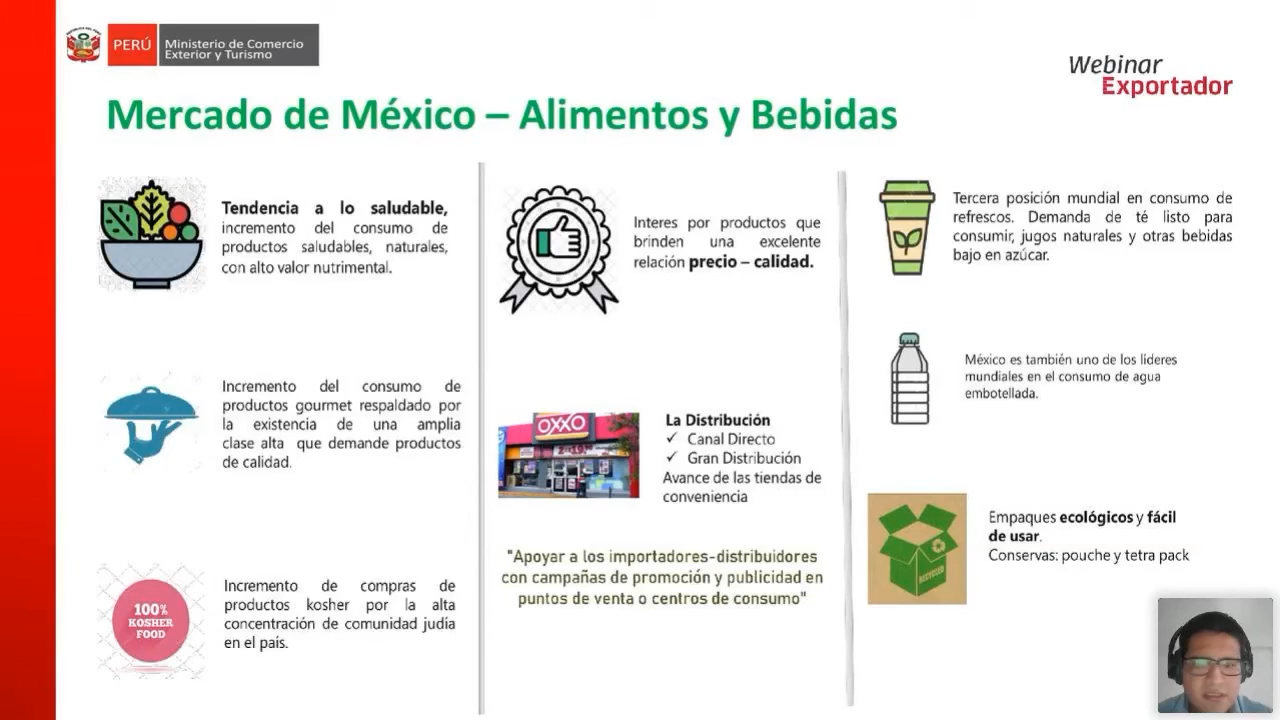 PERÚ
Ministerio de Comercio
Exterior y Turismo
Webinar
Exportador
Mercado de México – Alimentos y Bebidas
Tendencia a lo saludable,
incremento del consumo de
productos saludables, naturales,
con alto valor nutrimental.
Incremento del consumo de
productos gourmet respaldado por
la existencia de una amplia
clase alta que demande productos
de calidad.
100%
KOSHER
FOOD
Incremento de compras de
productos kosher por la alta
concentración de comunidad judía
en el país.
Interes por productos que
brinden una excelente
relación precio – calidad.
OXXO
La Distribución
✓ Canal Directo
✓ Gran Distribución
Avance de las tiendas de
conveniencia
"Apoyar a los importadores-distribuidores
con campañas de promoción y publicidad en
puntos de venta o centros de consumo"
Tercera posición mundial en consumo de
refrescos. Demanda de té listo para
consumir, jugos naturales y otras bebidas
bajo en azúcar.
México es también uno de los líderes
mundiales en el consumo de agua
embotellada.
RECYCLED
Empaques ecológicos y fácil
de usar.
Conservas: pouche y tetra pack